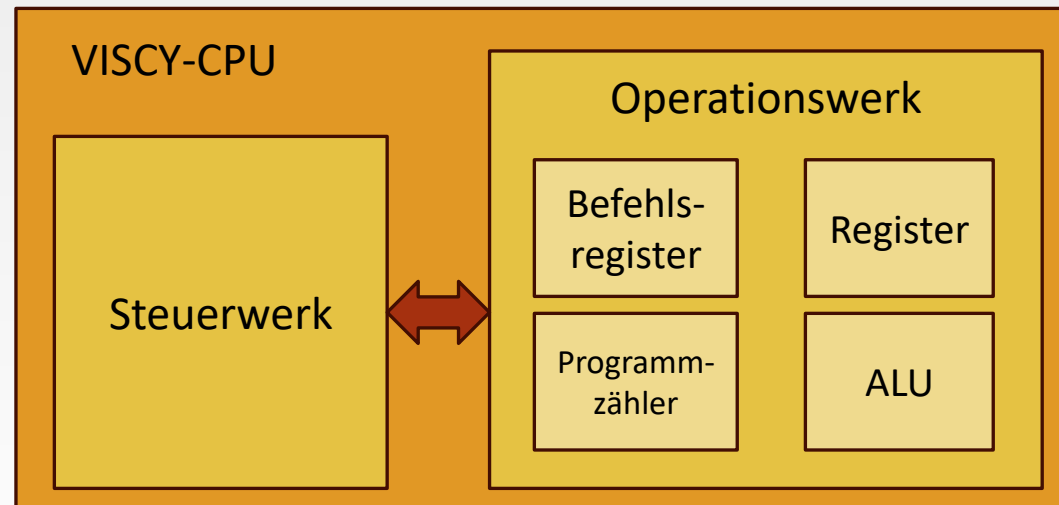 VISCY-CPU
Steuerwerk
Operationswerk
Befehls-
register
Register
Programm-
zähler
ALU